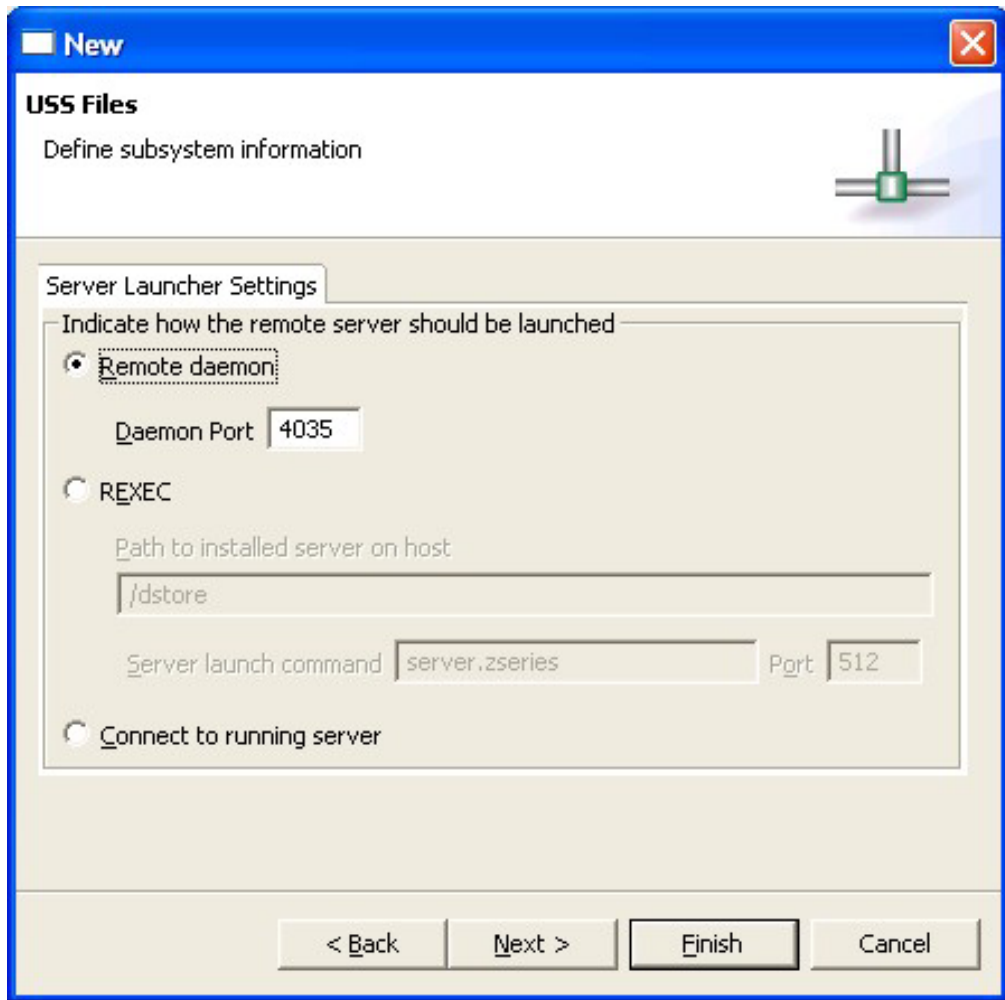 New
USS Files
Define subsystem information
Server Launcher Settings
Indicate how the remote server should be launched
Remote daemon
Daemon Port 4035
REXEC
Path to installed server on host
/dstore
Server launch command server.zseries Port 512
Connect to running server
< Back Next > Finish Cancel